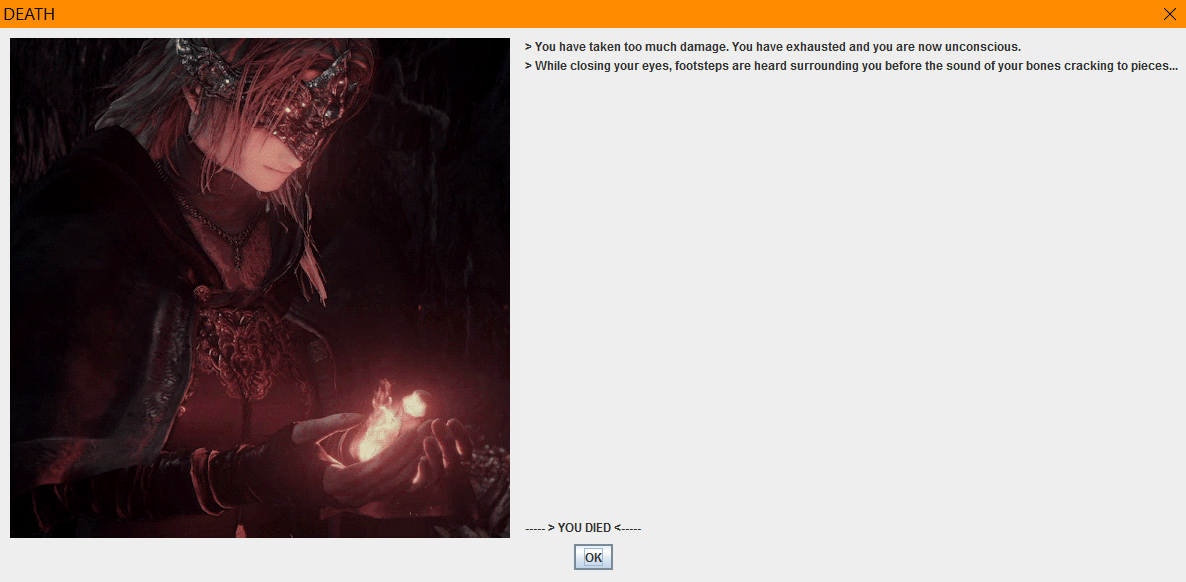 DEATH
> You have taken too much damage. You have exhausted and you are now unconscious.
> While closing your eyes, footsteps are heard surrounding you before the sound of your bones cracking to pieces...
----- > YOU DIED <-----
OK